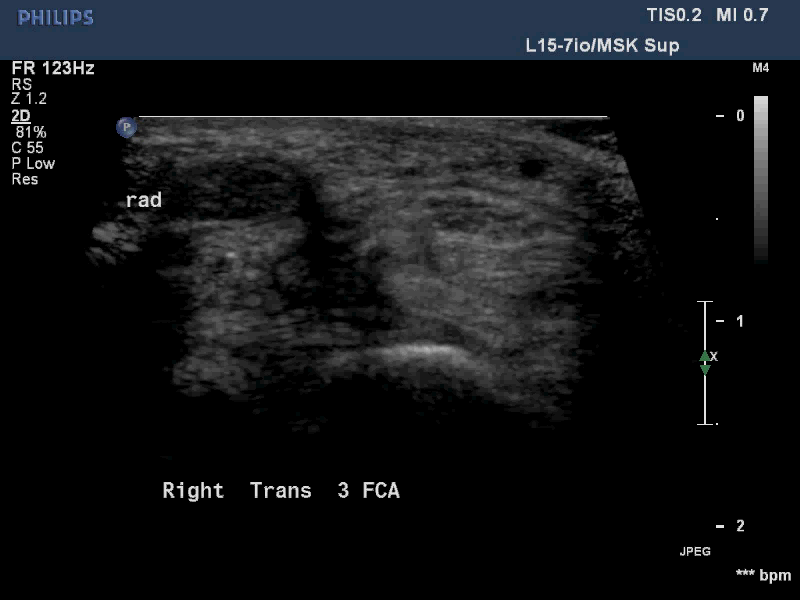 PHILIPS
TIS0.2 MI 0.7
L15-7io/MSK Sup
FR 123Hz
RS
Z 1.2
2D
81%
C 55
P Low
Res
M4
P
0
rad
1
X
Right Trans 3 FCA
2
JPEG
*** bpm